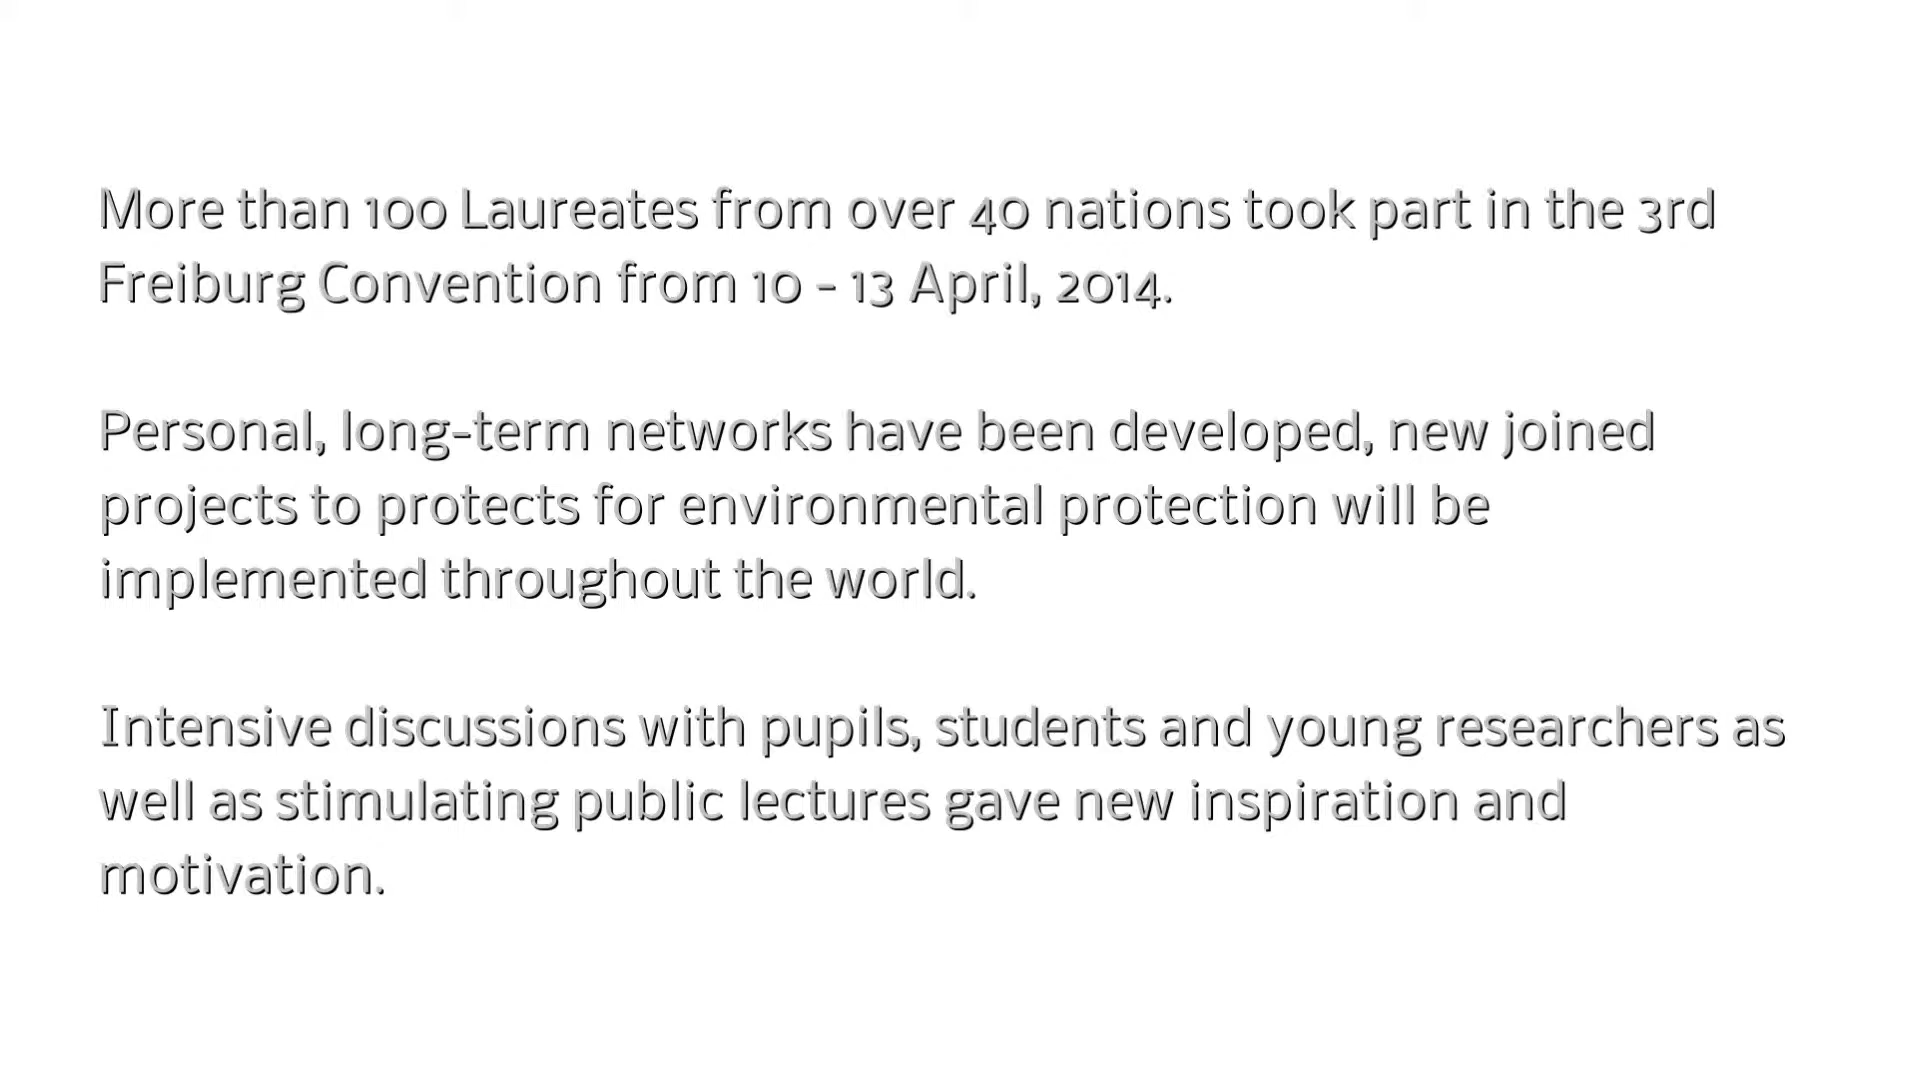 More than 100 Laureates from over 40 nations took part in the 3rd
Freiburg Convention from 10 - 13 April, 2014.
Personal, long-term networks have been developed, new joined
projects to protects for environmental protection will be
implemented throughout the world.
Intensive discussions with pupils, students and young researchers as
well as stimulating public lectures gave new inspiration and
motivation.